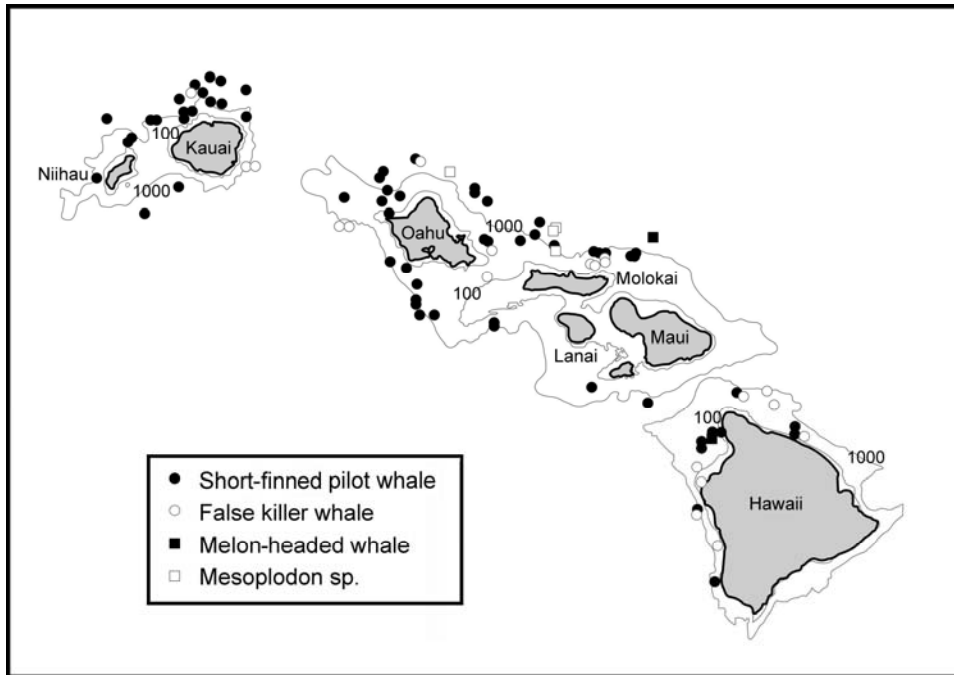 100
Kauai
Niihau
1000
Oahu
1000
100
Molokai
Maui
Lanai
100
1000
Hawaii
Short-finned pilot whale
False killer whale
Melon-headed whale
Mesoplodon sp.